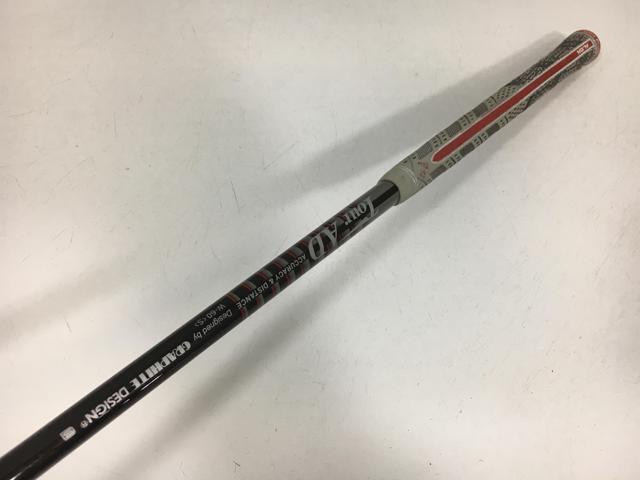 Tour AD
ACCURACY & DISTANCE
W-60<S>
Designed by GRAPHITE DESIGN®